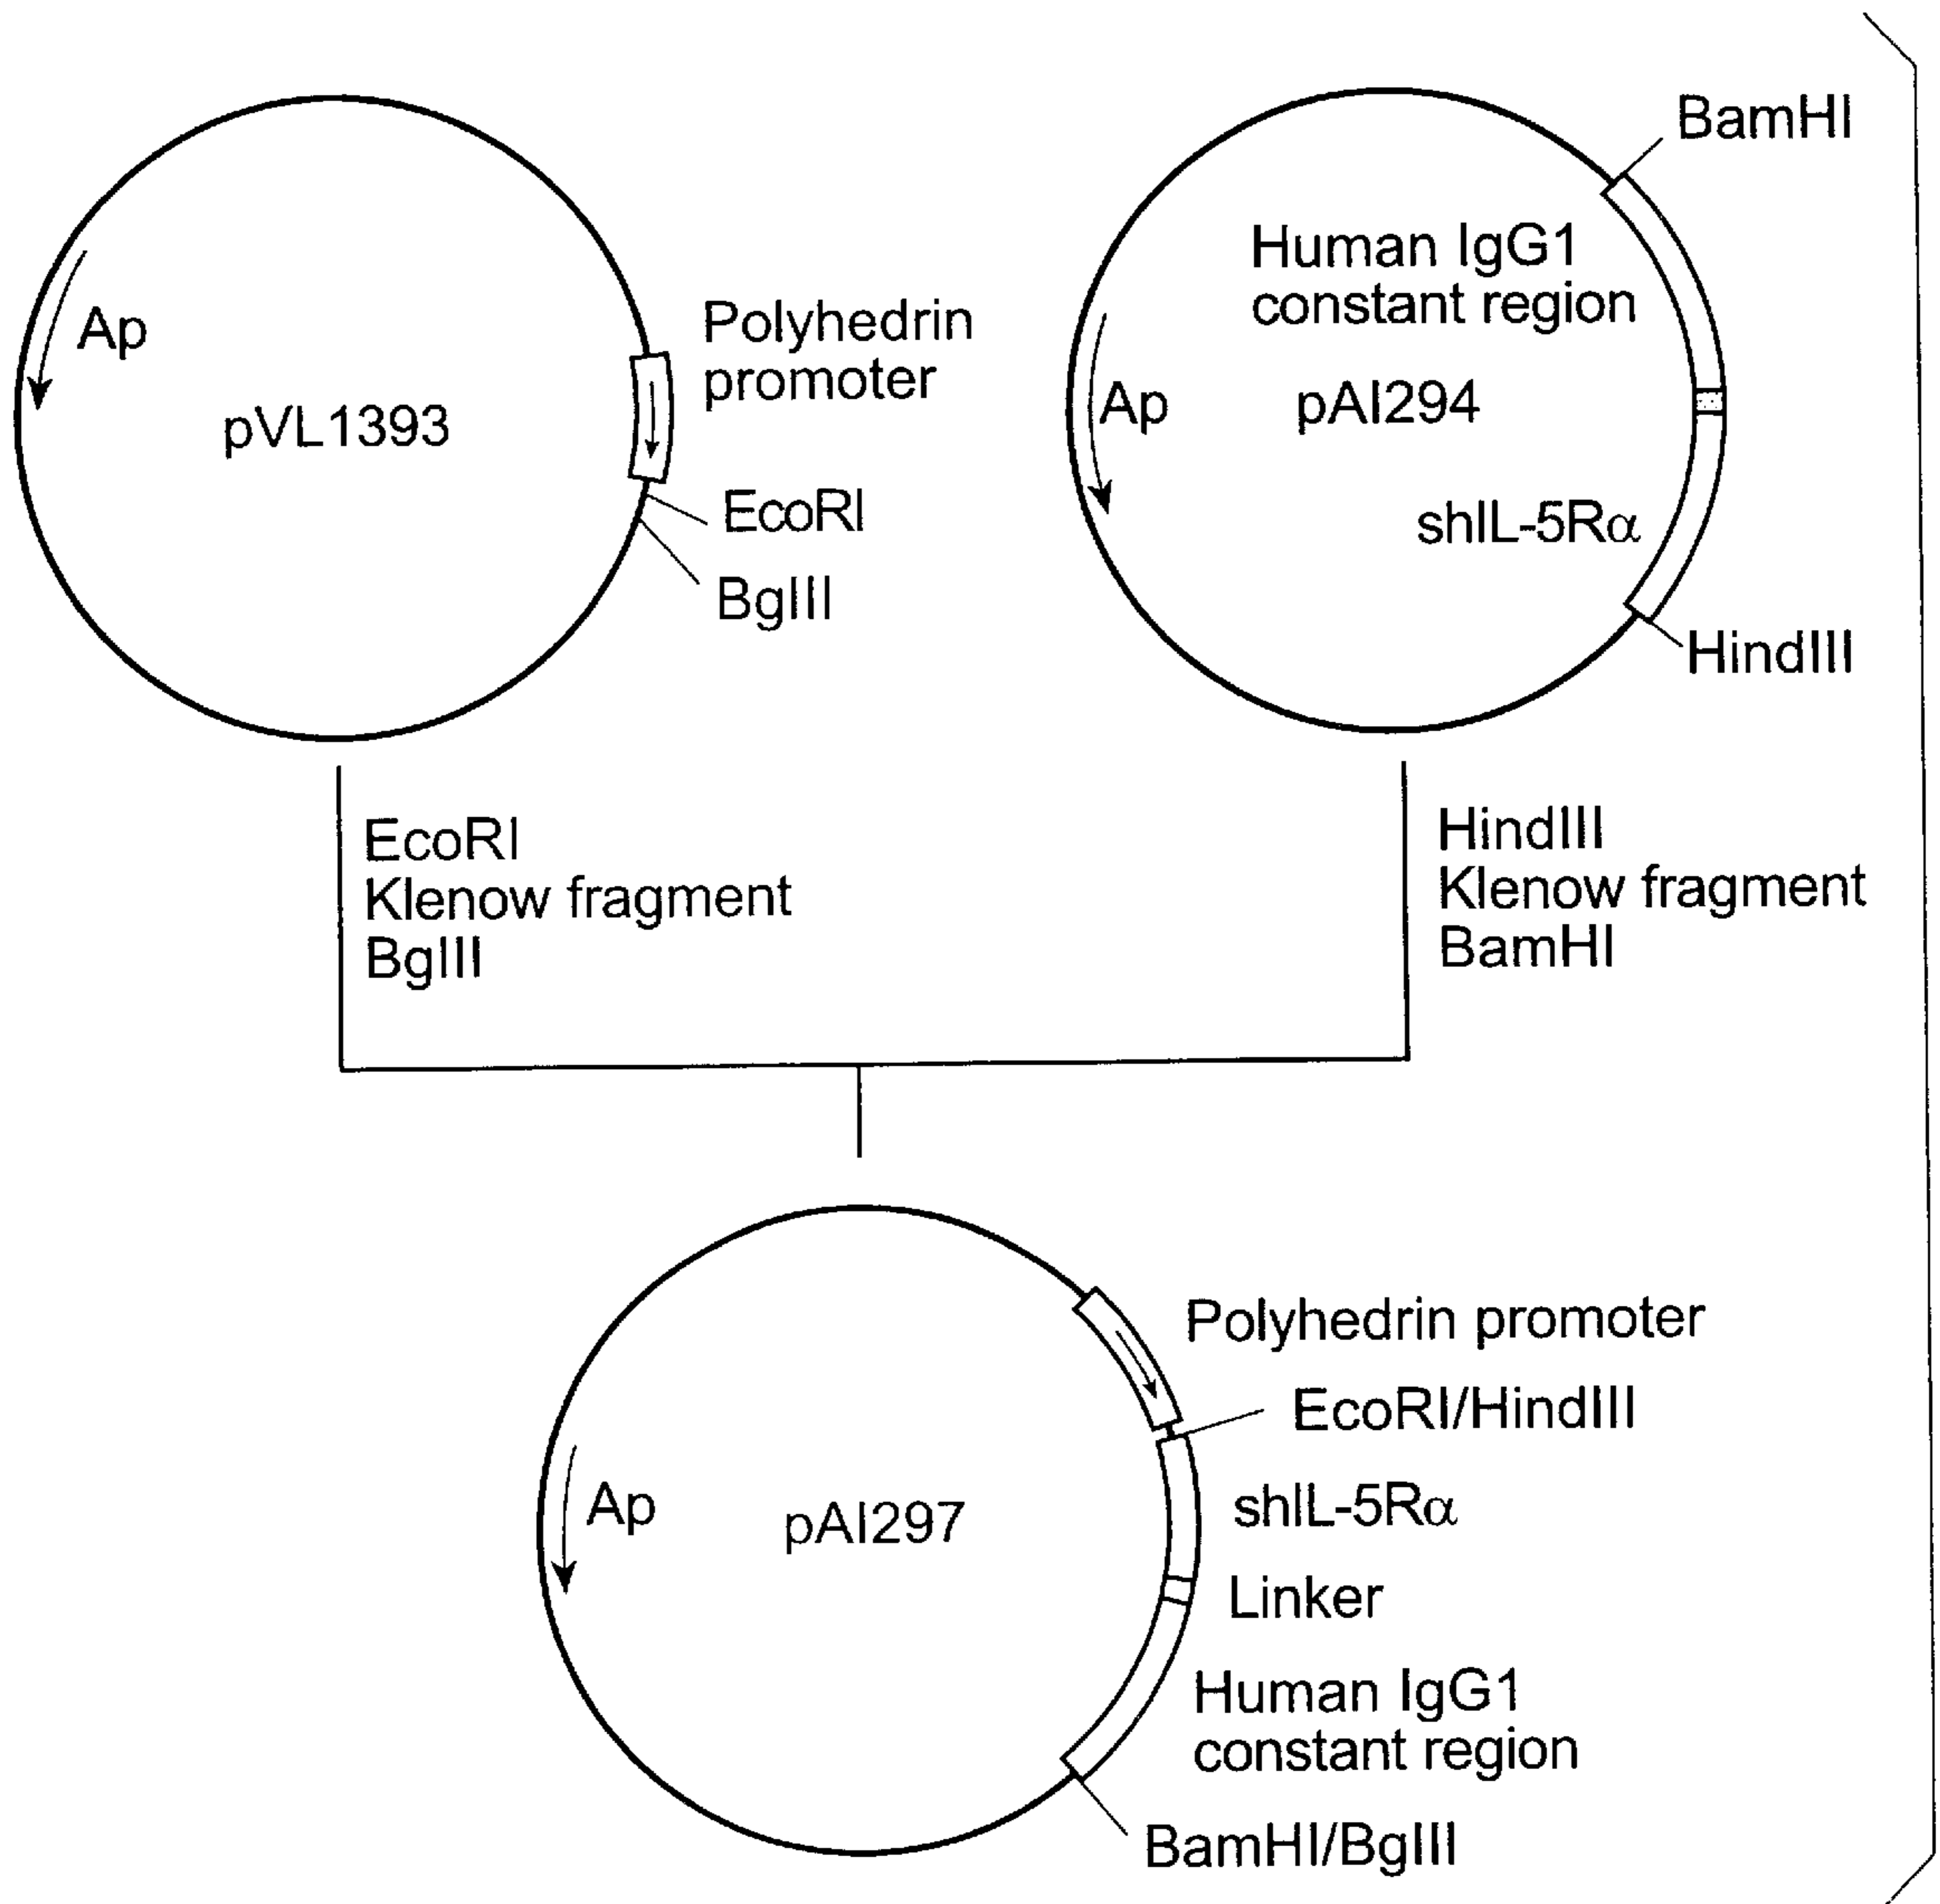 BamHI
Human IgG1
constant region
Ap
Polyhedrin
promoter
pVL1393
Ap
pAI294
EcoRI
shIL-5Rα
BglII
HindIII
EcoRI
Klenow fragment
BglII
HindIII
Klenow fragment
BamHI
Polyhedrin promoter
EcoRI/HindIII
Ap
pAI297
shIL-5Rα
Linker
Human IgG1
constant region
BamHI/BglII